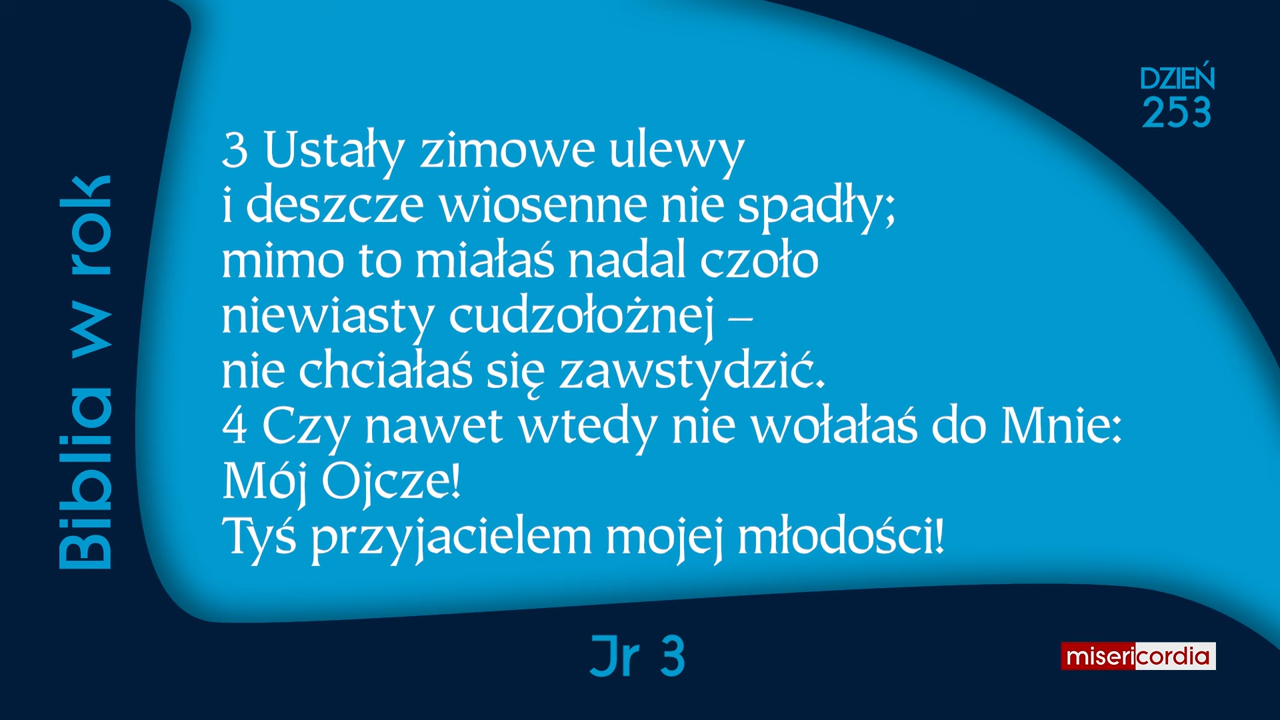 DZIEŃ
253
3 Ustały zimowe ulewy
i deszcze wiosenne nie spadły;
mimo to miałaś nadal czoło
niewiasty cudzołożnej –
nie chciałaś się zawstydzić.
4 Czy nawet wtedy nie wołałaś do Mnie:
Mój Ojcze!
Tyś przyjacielem mojej młodości!
Biblia w rok
Jr 3
misericordia